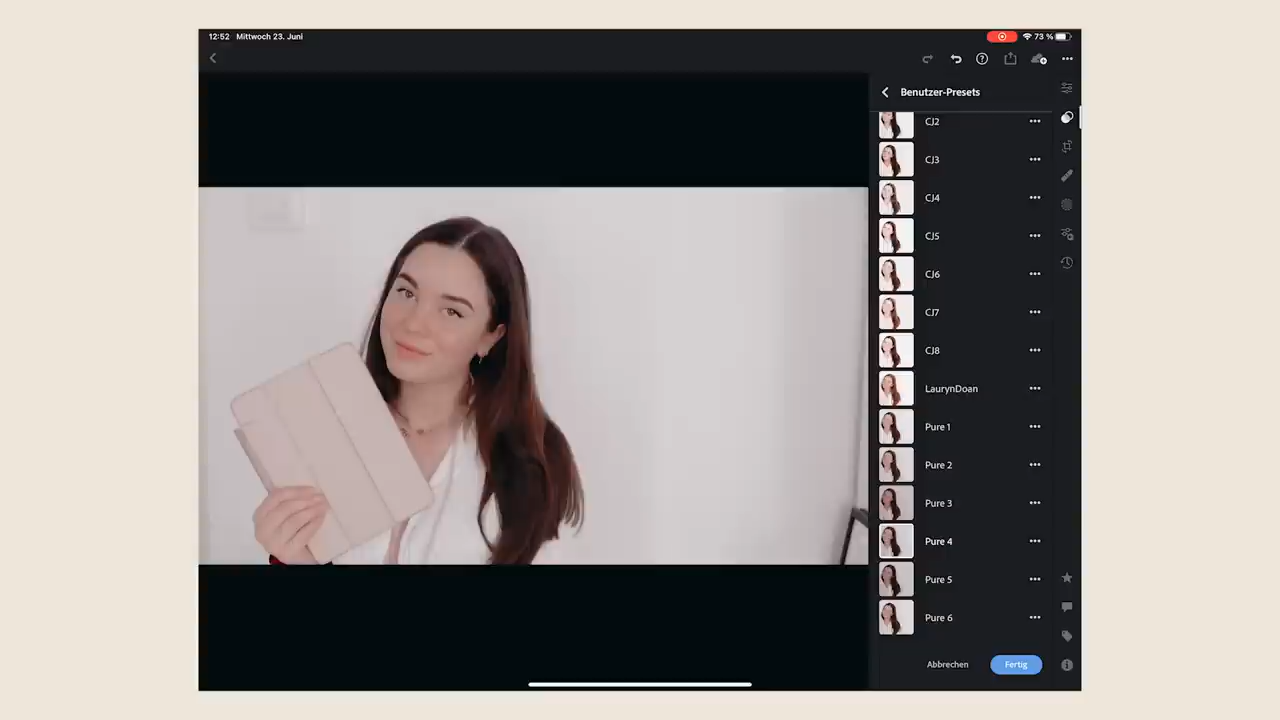 12:52 Mittwoch 23. Juni
73 %
Benutzer-Presets
CJ2
CJ3
CJ4
CJ5
CJ6
CJ7
CJ8
LaurynDoan
Pure 1
Pure 2
Pure 3
Pure 4
Pure 5
Pure 6
Abbrechen
Fertig